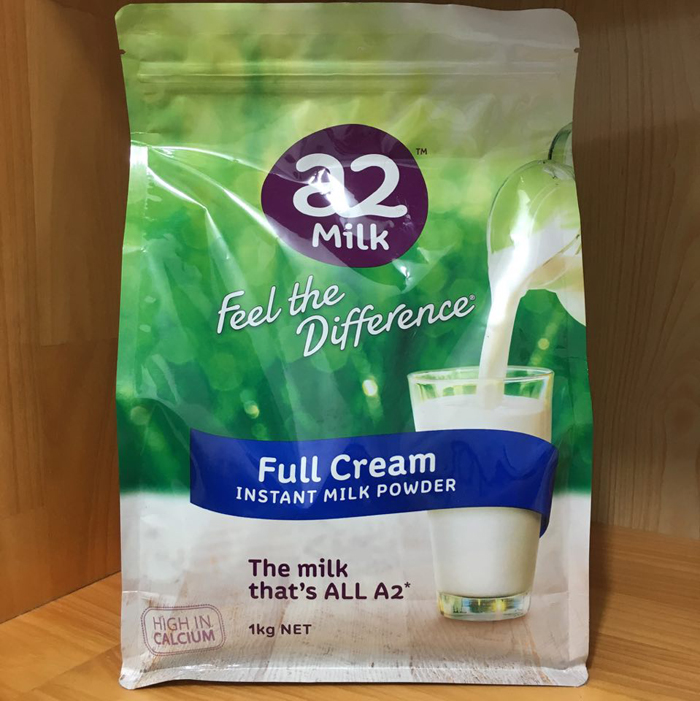 a2™
Milk
Feel the
Difference®
Full Cream
INSTANT MILK POWDER
The milk
that's ALL A2*
HIGH IN
CALCIUM
1kg NET